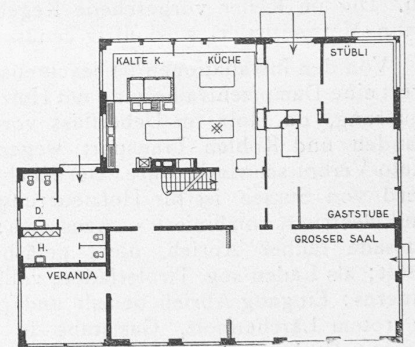 KALTE K.
KÜCHE
STÜBLI
GASTSTUBE
D.
H.
GROSSER SAAL
VERANDA